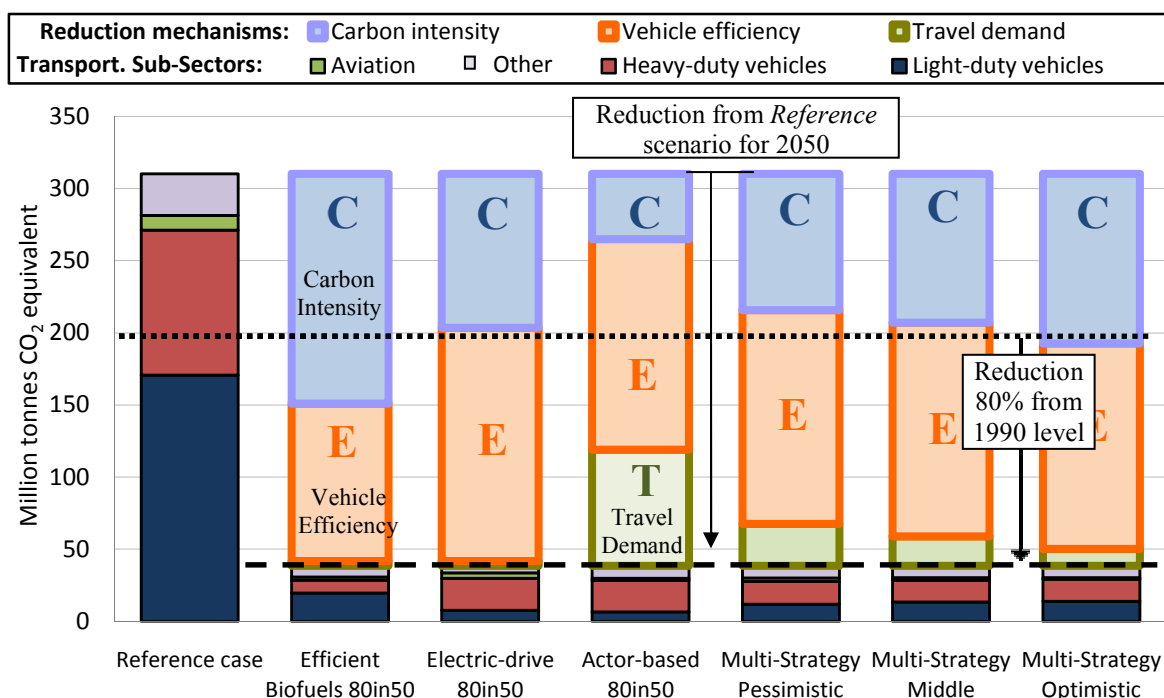 Reduction mechanisms: Carbon intensity Vehicle efficiency Travel demand
Transport. Sub-Sectors: Aviation Other Heavy-duty vehicles Light-duty vehicles
Million tonnes CO2 equivalent
350
300
250
200
150
100
50
0
Reduction from Reference
scenario for 2050
C
C
C
C
C
C
Carbon
Intensity
E
E
E
E
E
E
Reduction
80% from
1990 level
Vehicle
Efficiency
T
Travel
Demand
Reference case
Efficient
Biofuels 80in50
Electric-drive
80in50
Actor-based
80in50
Multi-Strategy
Pessimistic
Multi-Strategy
Middle
Multi-Strategy
Optimistic